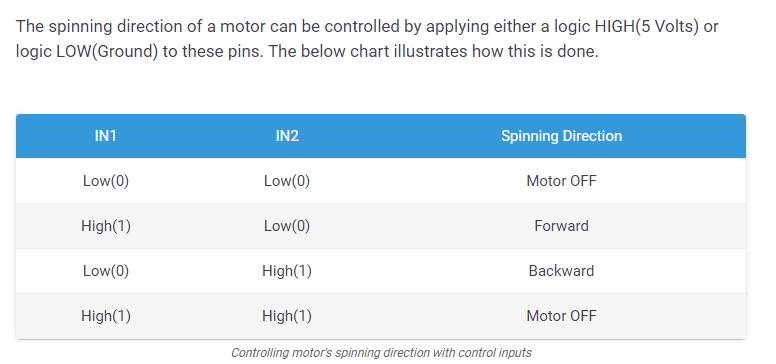 The spinning direction of a motor can be controlled by applying either a logic HIGH(5 Volts) or
logic LOW(Ground) to these pins. The below chart illustrates how this is done.
IN1 IN2 Spinning Direction
Low(0) Low(0) Motor OFF
High(1) Low(0) Forward
Low(0) High(1) Backward
High(1) High(1) Motor OFF
Controlling motor's spinning direction with control inputs